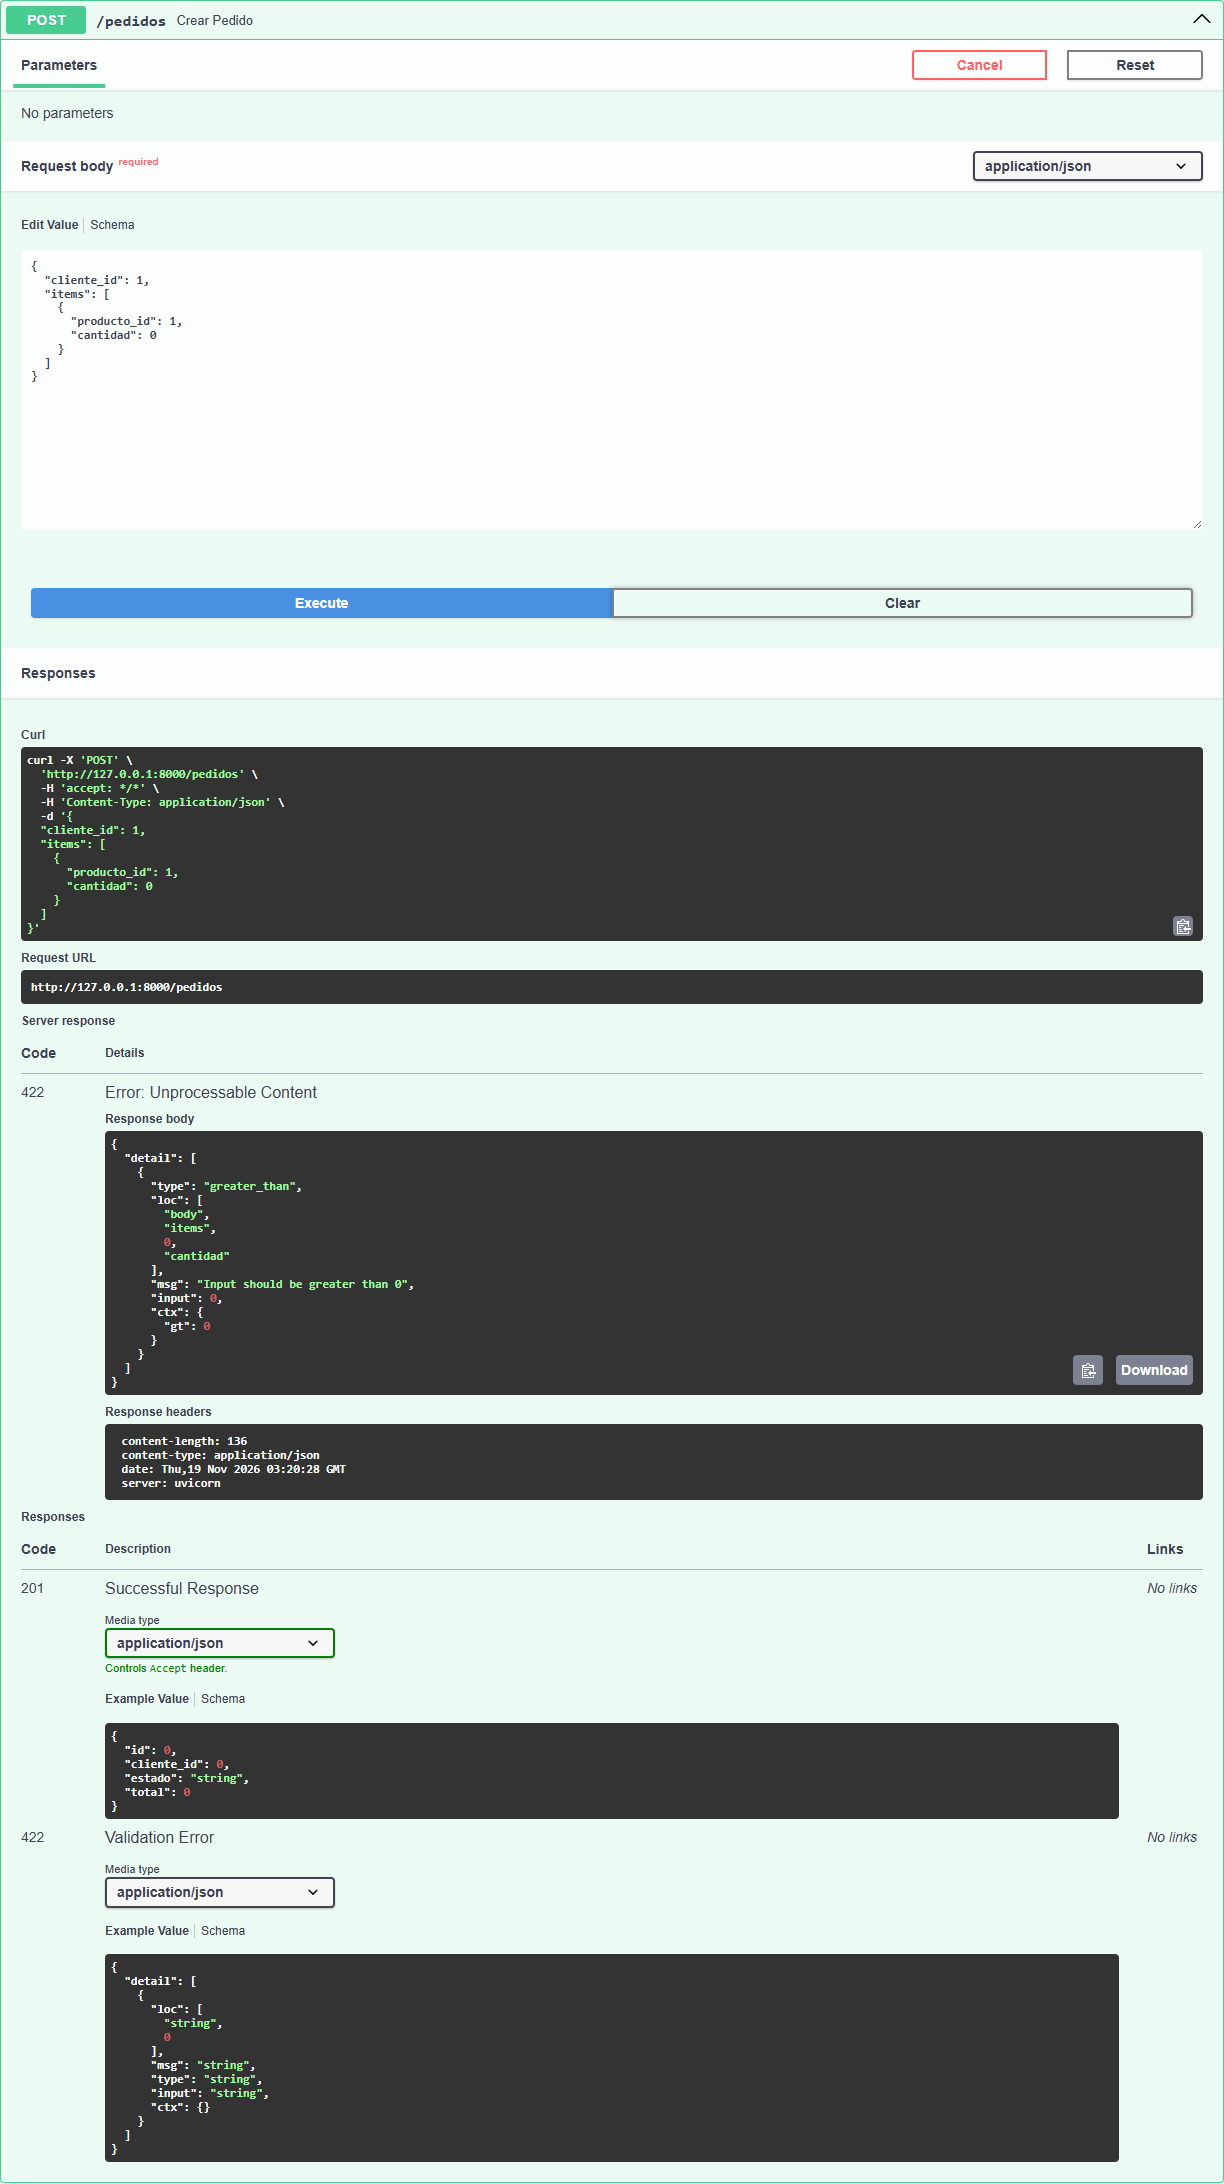 POST /pedidos Crear Pedido
Parameters
Cancel
Reset
No parameters
Request body required
application/json
Edit Value
Schema
{
  "cliente_id": 1,
  "items": [
    {
      "producto_id": 1,
      "cantidad": 0
    }
  ]
}
Execute
Clear
Responses
Curl
curl -X 'POST' \
  'http://127.0.0.1:8000/pedidos' \
  -H 'accept: */*' \
  -H 'Content-Type: application/json' \
  -d '{
  "cliente_id": 1,
  "items": [
    {
      "producto_id": 1,
      "cantidad": 0
    }
  ]
}'
Request URL
http://127.0.0.1:8000/pedidos
Server response
Code Details
422 Error: Unprocessable Content
Response body
{
  "detail": [
    {
      "type": "greater_than",
      "loc": [
        "body",
        "items",
        0,
        "cantidad"
      ],
      "msg": "Input should be greater than 0",
      "input": 0,
      "ctx": {
        "gt": 0
      }
    }
  ]
}
Download
Response headers
content-length: 136
content-type: application/json
date: Thu,19 Nov 2026 03:20:28 GMT
server: uvicorn
Responses
Code Description Links
201 Successful Response No links
Media type
application/json
Controls Accept header.
Example Value
Schema
{
  "id": 0,
  "cliente_id": 0,
  "estado": "string",
  "total": 0
}
422 Validation Error No links
Media type
application/json
Example Value
Schema
{
  "detail": [
    {
      "loc": [
        "string",
        0
      ],
      "msg": "string",
      "type": "string",
      "input": "string",
      "ctx": {}
    }
  ]
}